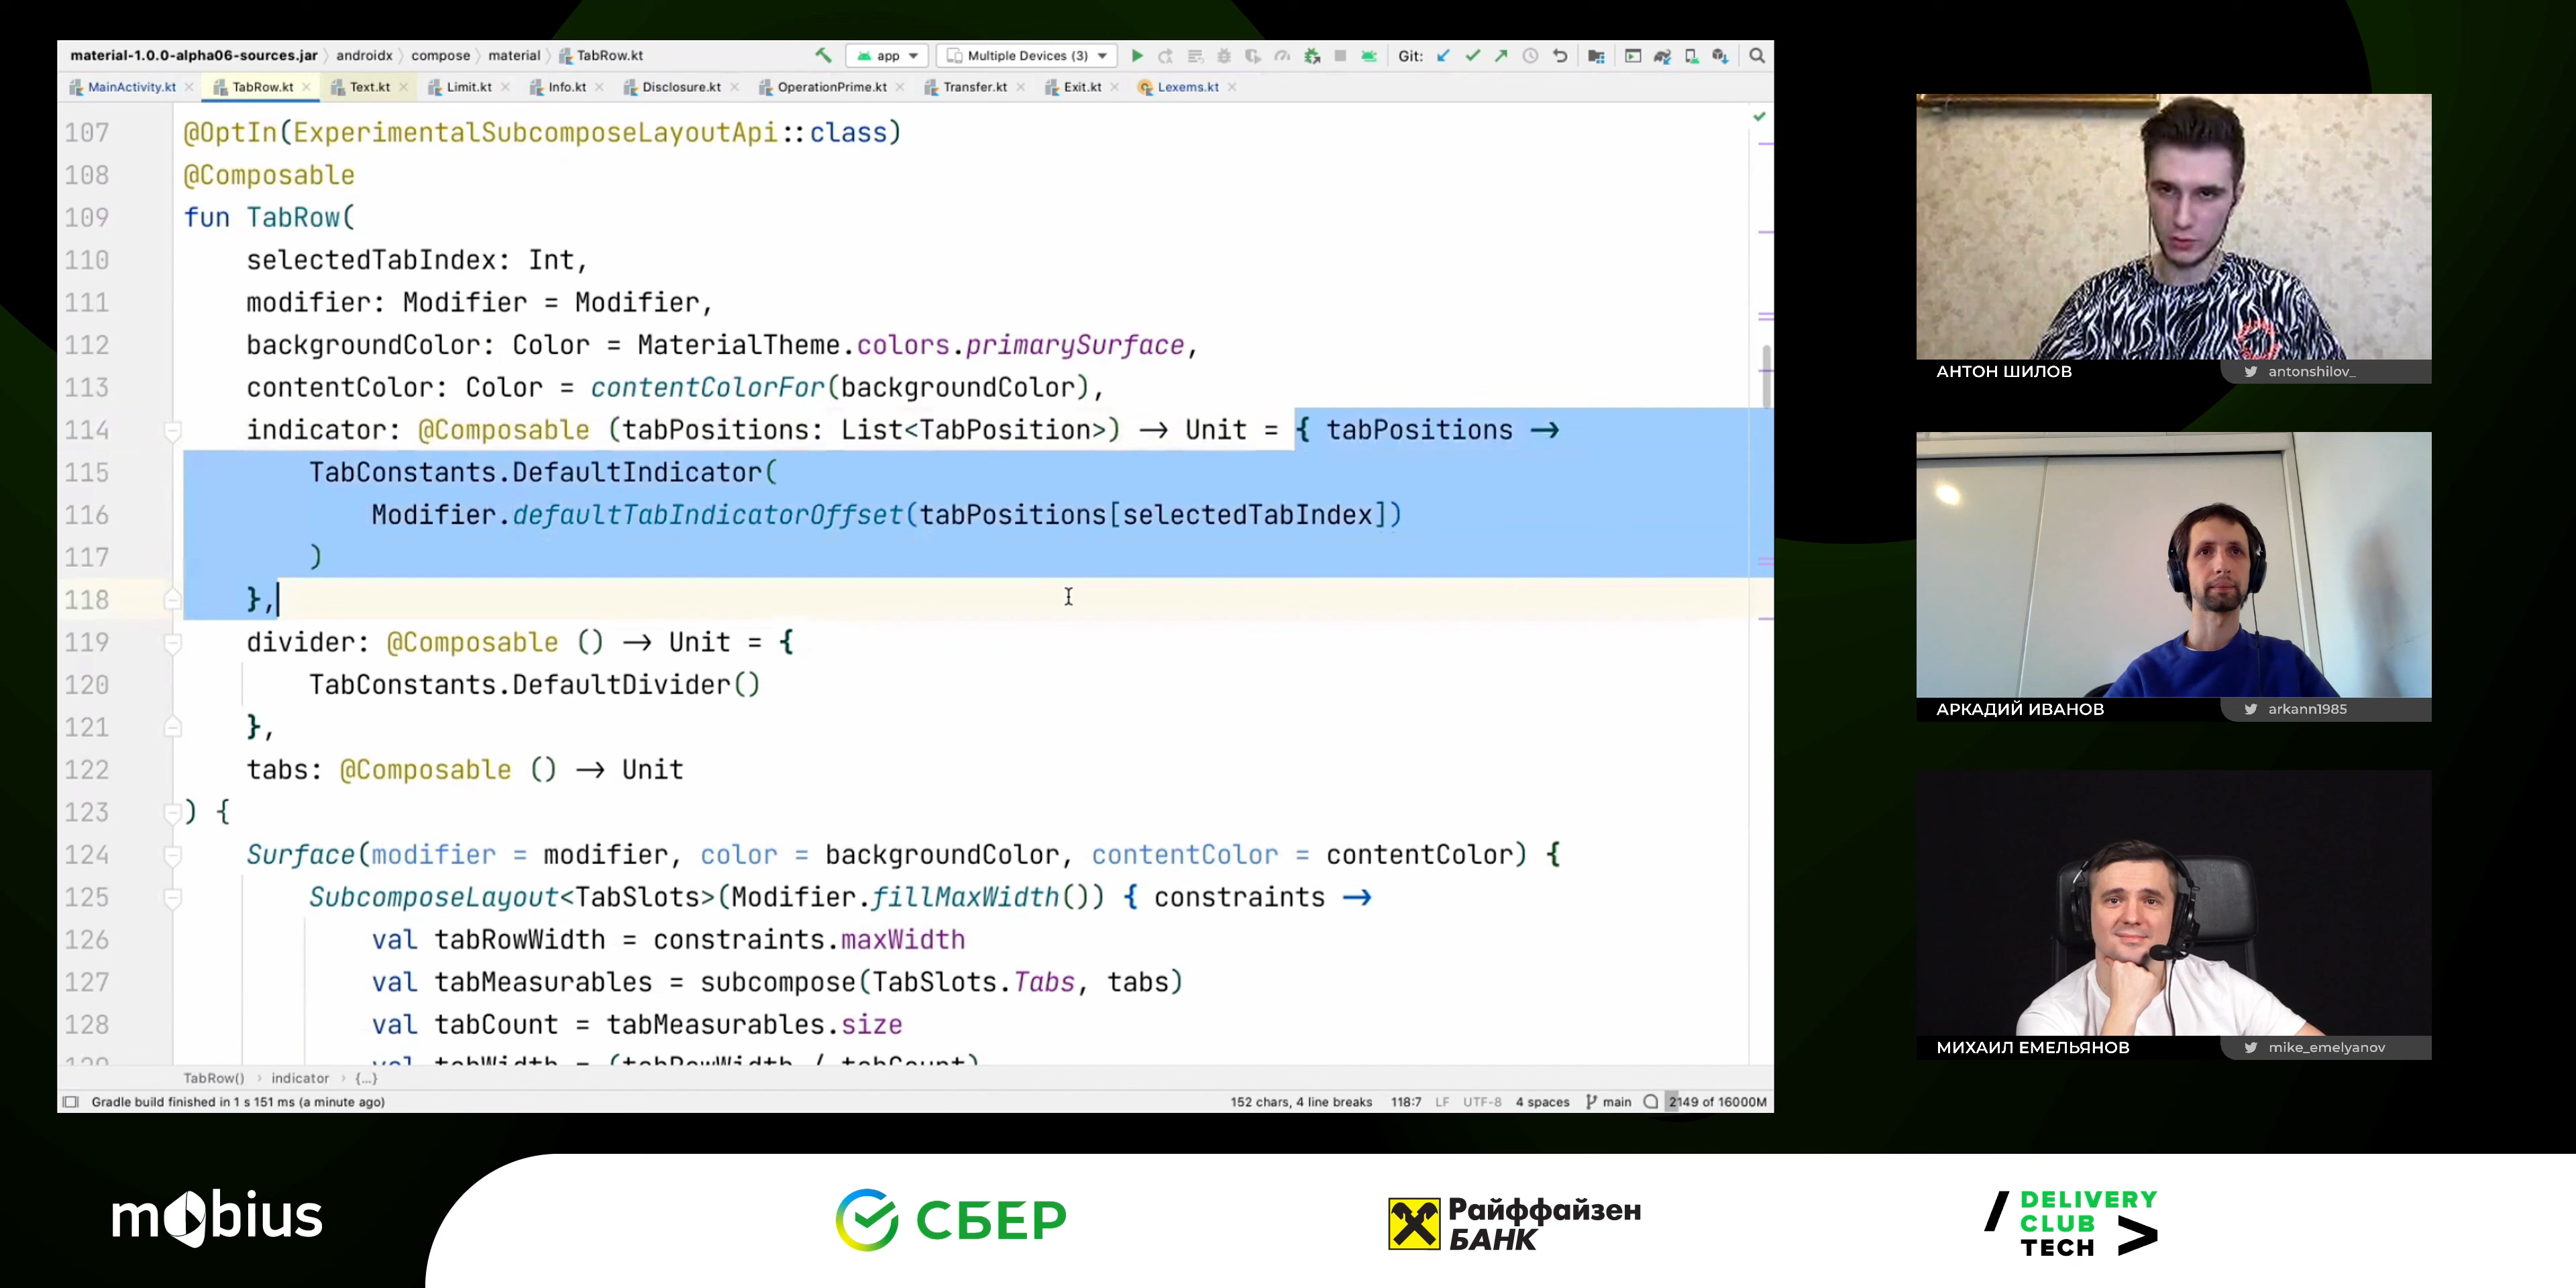 material-1.0.0-alpha06-sources.jar › androidx › compose › material › TabRow.kt
app
Multiple Devices (3)
Git:
MainActivity.kt
TabRow.kt
Text.kt
Limit.kt
Info.kt
Disclosure.kt
OperationPrime.kt
Transfer.kt
Exit.kt
Lexems.kt
107 @OptIn(ExperimentalSubcomposeLayoutApi::class)
108 @Composable
109 fun TabRow(
110 selectedTabIndex: Int,
111 modifier: Modifier = Modifier,
112 backgroundColor: Color = MaterialTheme.colors.primarySurface,
113 contentColor: Color = contentColorFor(backgroundColor),
114 indicator: @Composable (tabPositions: List<TabPosition>) -> Unit = { tabPositions ->
115 TabConstants.DefaultIndicator(
116 Modifier.defaultTabIndicatorOffset(tabPositions[selectedTabIndex])
117 )
118 },
119 divider: @Composable () -> Unit = {
120 TabConstants.DefaultDivider()
121 },
122 tabs: @Composable () -> Unit
123 ) {
124 Surface(modifier = modifier, color = backgroundColor, contentColor = contentColor) {
125 SubcomposeLayout<TabSlots>(Modifier.fillMaxWidth()) { constraints ->
126 val tabRowWidth = constraints.maxWidth
127 val tabMeasurables = subcompose(TabSlots.Tabs, tabs)
128 val tabCount = tabMeasurables.size
129 val tabWidth = (tabRowWidth / tabCount)
TabRow() › indicator › {...}
Gradle build finished in 1 s 151 ms (a minute ago)
152 chars, 4 line breaks 118:7 LF UTF-8 4 spaces main 2149 of 16000M
АНТОН ШИЛОВ
antonshilov_
АРКАДИЙ ИВАНОВ
arkann1985
МИХАИЛ ЕМЕЛЬЯНОВ
mike_emelyanov
mobius
СБЕР
Райффайзен
БАНК
DELIVERY
CLUB
TECH